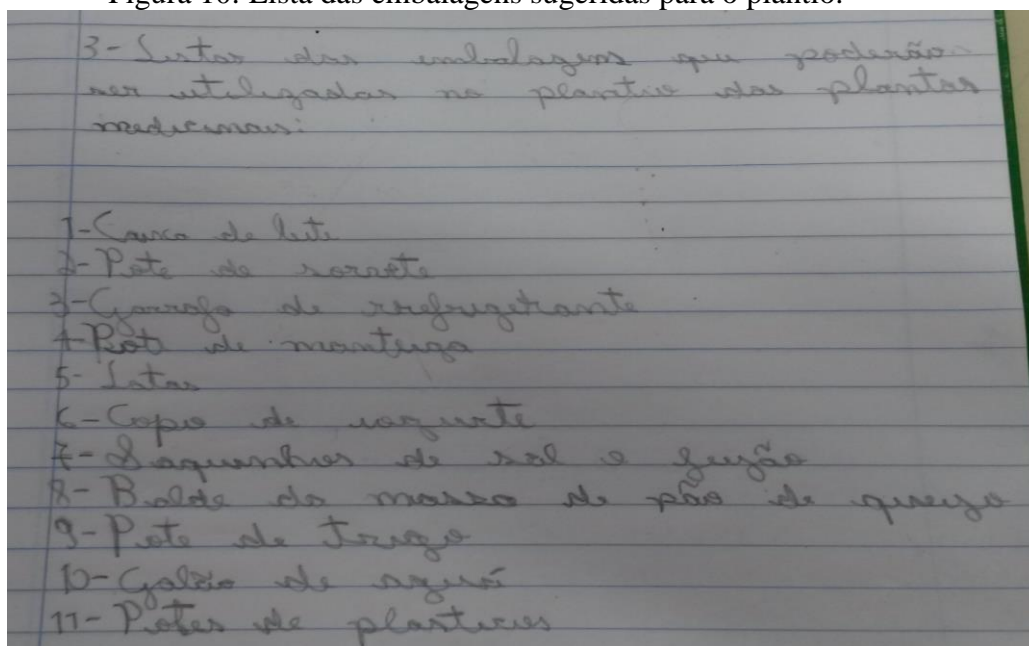 Figura 10: Lista das embalagens sugeridas para o plantio.
3- Listas das embalagens que poderão
ser utilizadas no plantio das plantas
medicinais:
1- de leite
2- Pote de sorvete
3- Garrafa de rrefrigerante
4- Pote de manteiga
5- Latas
6- Copo de iogurte
7- Saquinhos de sal e feijão
8- Balde da massa de pão de queijo
9- Pote de Trigo
10- Galão de aguá
11- Potes de plasticos